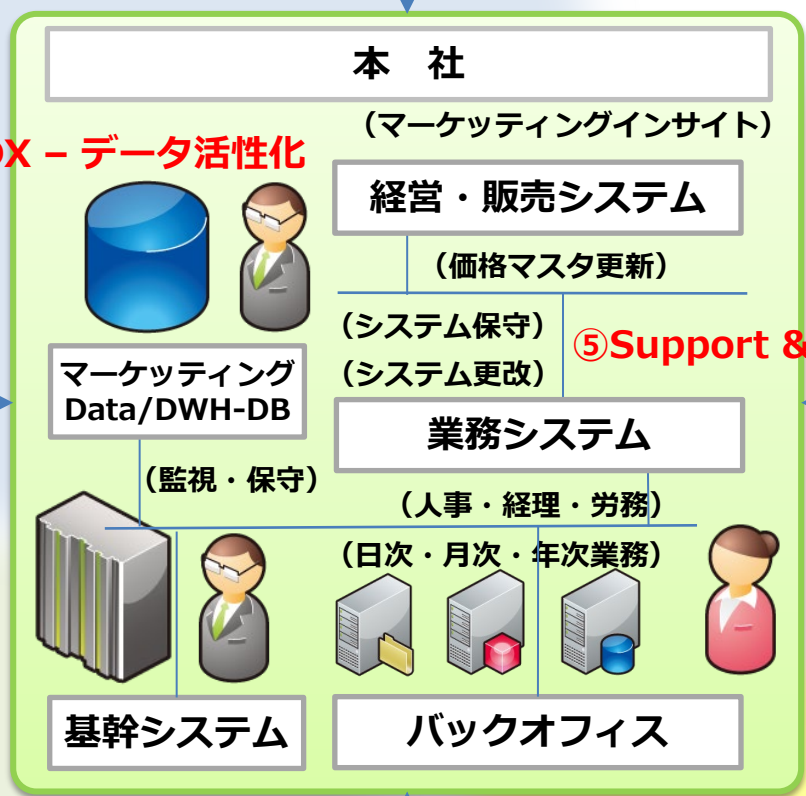 本 社
（マーケッティングインサイト）
DX – データ活性化
経営・販売システム
（価格マスタ更新）
（システム保守）
⑤Support &
（システム更改）
マーケッティング
Data/DWH-DB
業務システム
（監視・保守）
（人事・経理・労務）
（日次・月次・年次業務）
基幹システム
バックオフィス